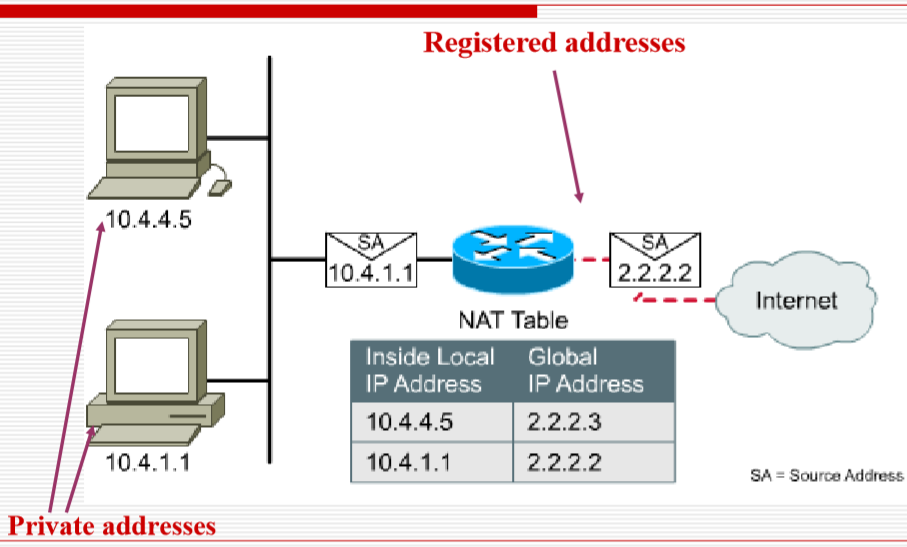 Registered addresses
10.4.4.5
SA
10.4.1.1
SA
2.2.2.2
Internet
NAT Table
Inside Local
IP Address
Global
IP Address
10.4.4.5
2.2.2.3
10.4.1.1
2.2.2.2
10.4.1.1
SA = Source Address
Private addresses